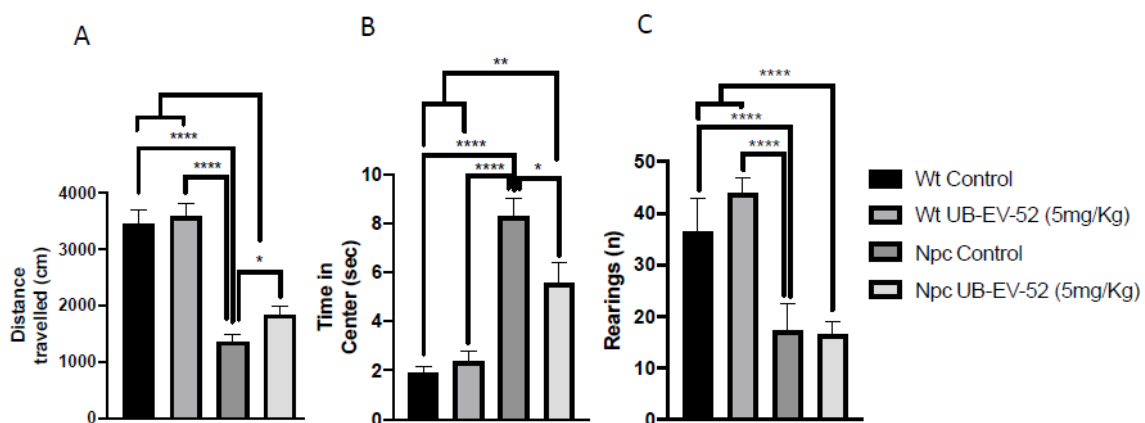 A
B
C
****
****
*
Distance
travelled (cm)
4000
3000
2000
1000
0
**
****
****
*
Time in
Center (sec)
10
8
6
4
2
0
****
****
****
Rearings (n)
50
40
30
20
10
0
Wt Control
Wt UB-EV-52 (5mg/Kg)
Npc Control
Npc UB-EV-52 (5mg/Kg)